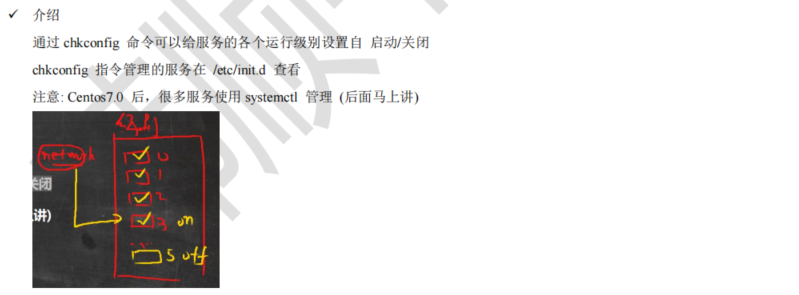 ✓ 介绍
通过 chkconfig 命令可以给服务的各个运行级别设置自 启动/关闭
chkconfig 指令管理的服务在 /etc/init.d 查看
注意: Centos7.0 后，很多服务使用 systemctl 管理 (后面马上讲)
network
关闭
讲)
0
1
2
3 on
5 off